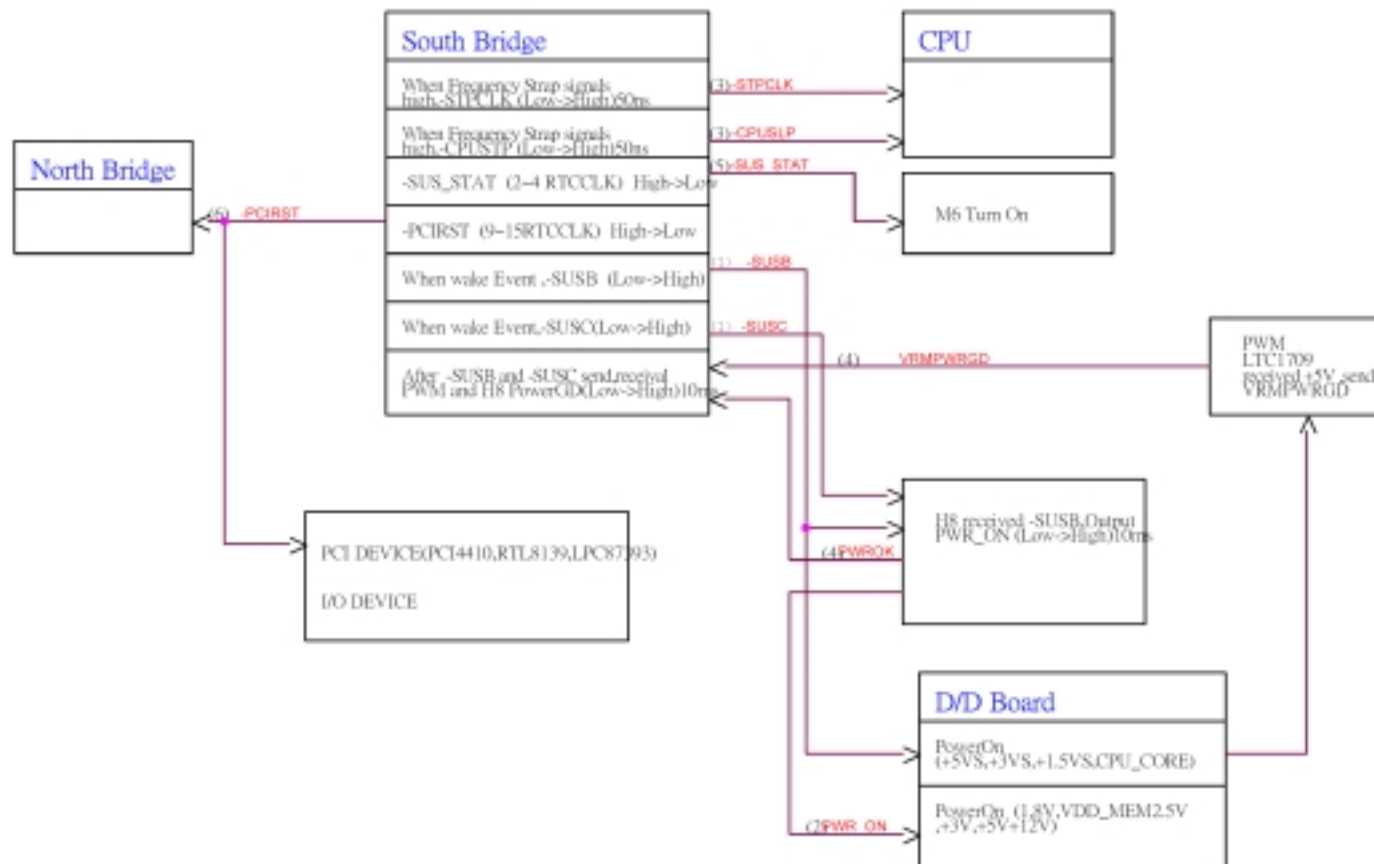 South Bridge
When Frequency Strap signals
high,-STPCLK (Low->High)50ns
When Frequency Strap signals
high,-CPUSTP (Low->High)50ns
-SUS_STAT (2~4 RTCCLK) High->Low
-PCIRST (9~15RTCCLK) High->Low
When wake Event ,-SUSB (Low->High)
When wake Event,-SUSC(Low->High)
After -SUSB and -SUSC send,receival
PWM and H8 PowerGD(Low->High)10ms
CPU
(3)-STPCLK
(3)-CPUSLP
(5)-SUS_STAT
M6 Turn On
North Bridge
(6) -PCIRST
(1) -SUSB
(1) -SUSC
(4) VRMPWRGD
PWM
LTC1709
received +5V, send
VRMPWRGD
H8 received -SUSB,Output
PWR_ON (Low->High)10ms
(4)PWROK
PCI DEVICE(PCI4410,RTL8139,LPC87393)
I/O DEVICE
D/D Board
PowerOn
(+5VS,+3VS,+1.5VS,CPU_CORE)
PowerOn (1.8V,VDD_MEM2.5V
,+3V,+5V+12V)
(2)PWR_ON